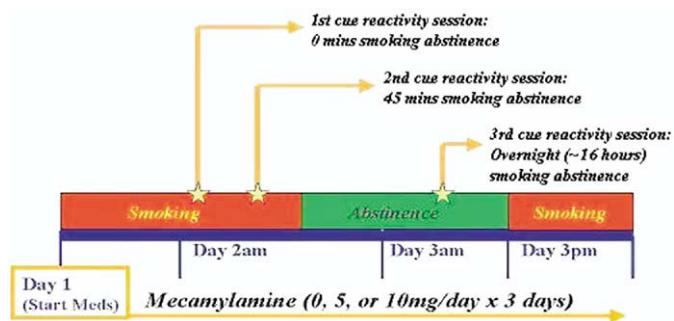 1st cue reactivity session:
0 mins smoking abstinence
2nd cue reactivity session:
45 mins smoking abstinence
3rd cue reactivity session:
Overnight (~16 hours)
smoking abstinence
Smoking
Abstinence
Smoking
Day 2am
Day 3am
Day 3pm
Day 1
(Start Meds)
Mecamylamine (0, 5, or 10mg/day x 3 days)